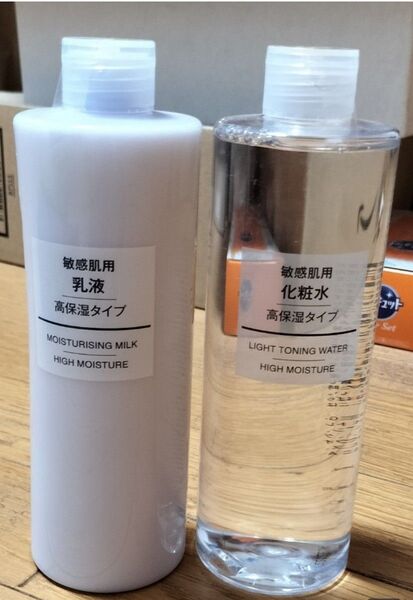 敏感肌用
乳液
高保湿タイプ
MOISTURISING MILK
HIGH MOISTURE
敏感肌用
化粧水
高保湿タイプ
LIGHT TONING WATER
HIGH MOISTURE
Set